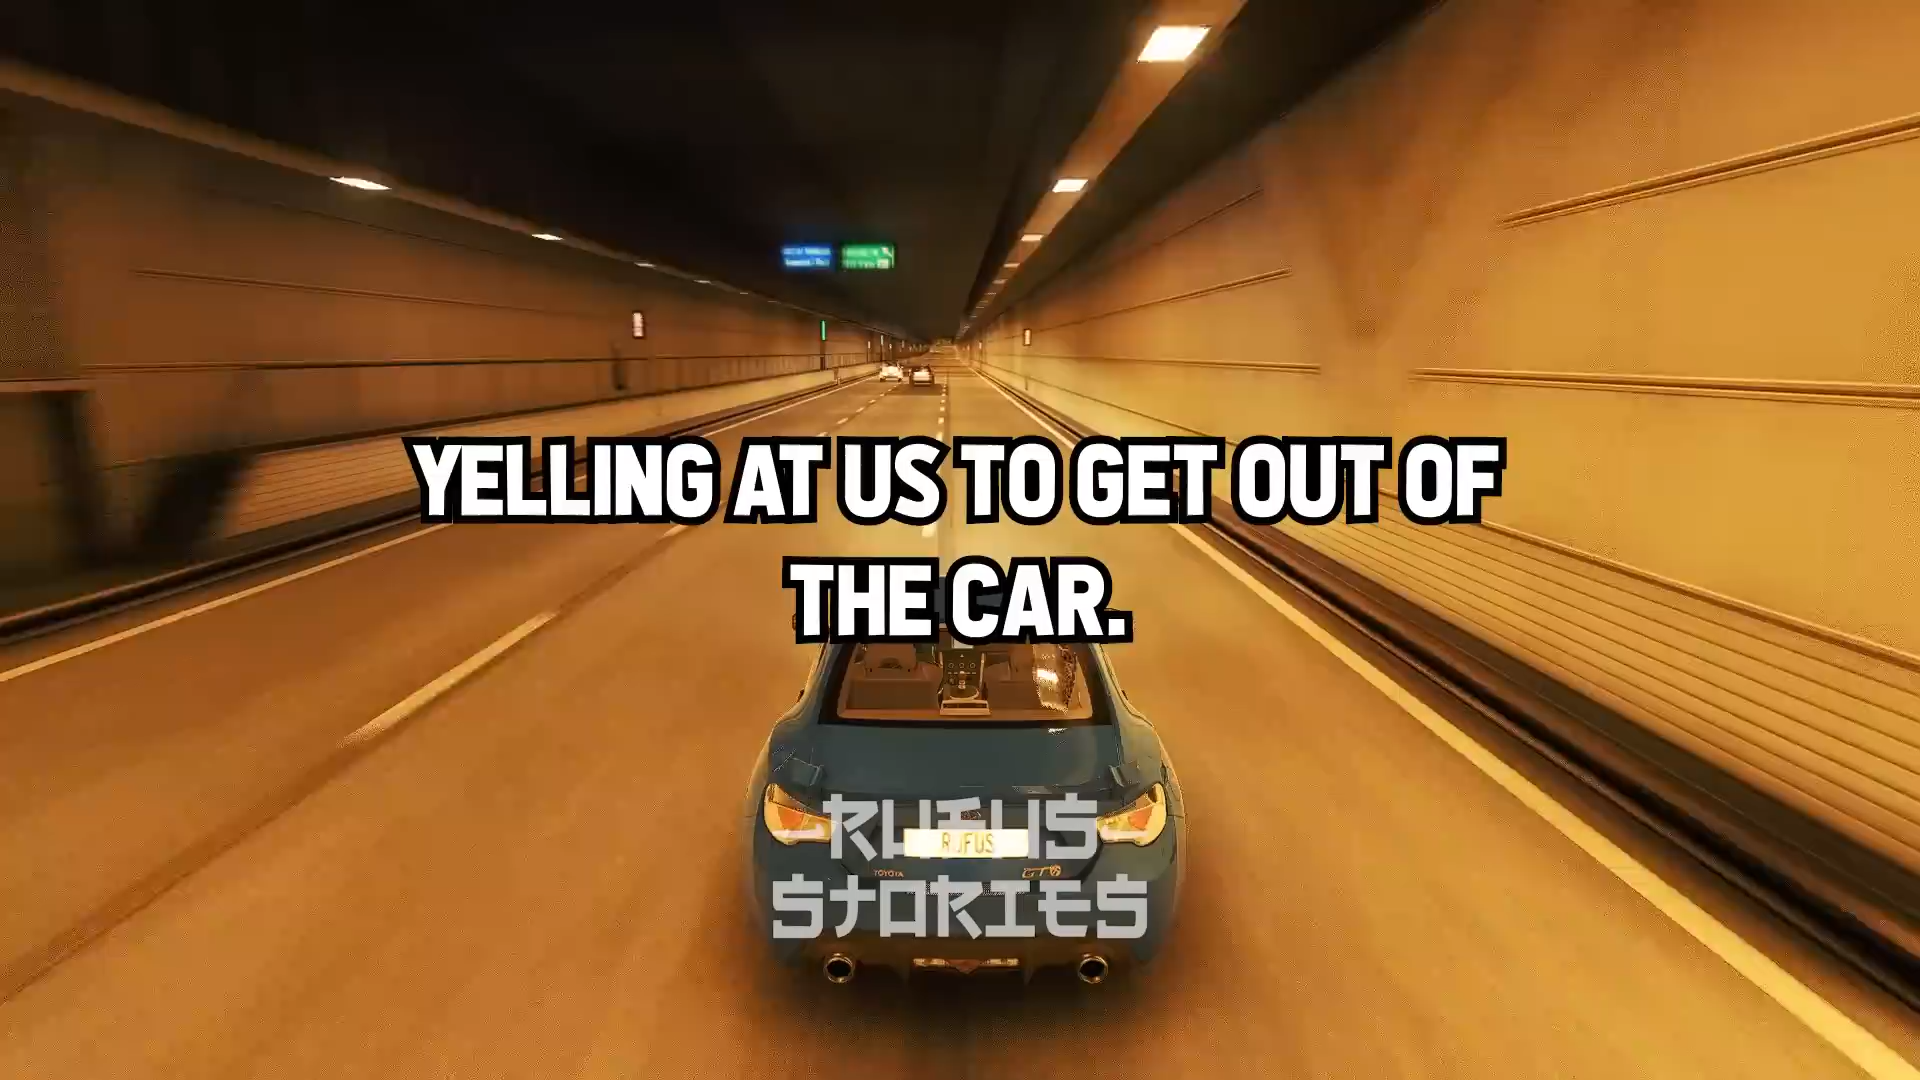 YELLING AT US TO GET OUT OF
THE CAR.
RUFUS
RUFUS
TOYOTA
GT86
STORIES